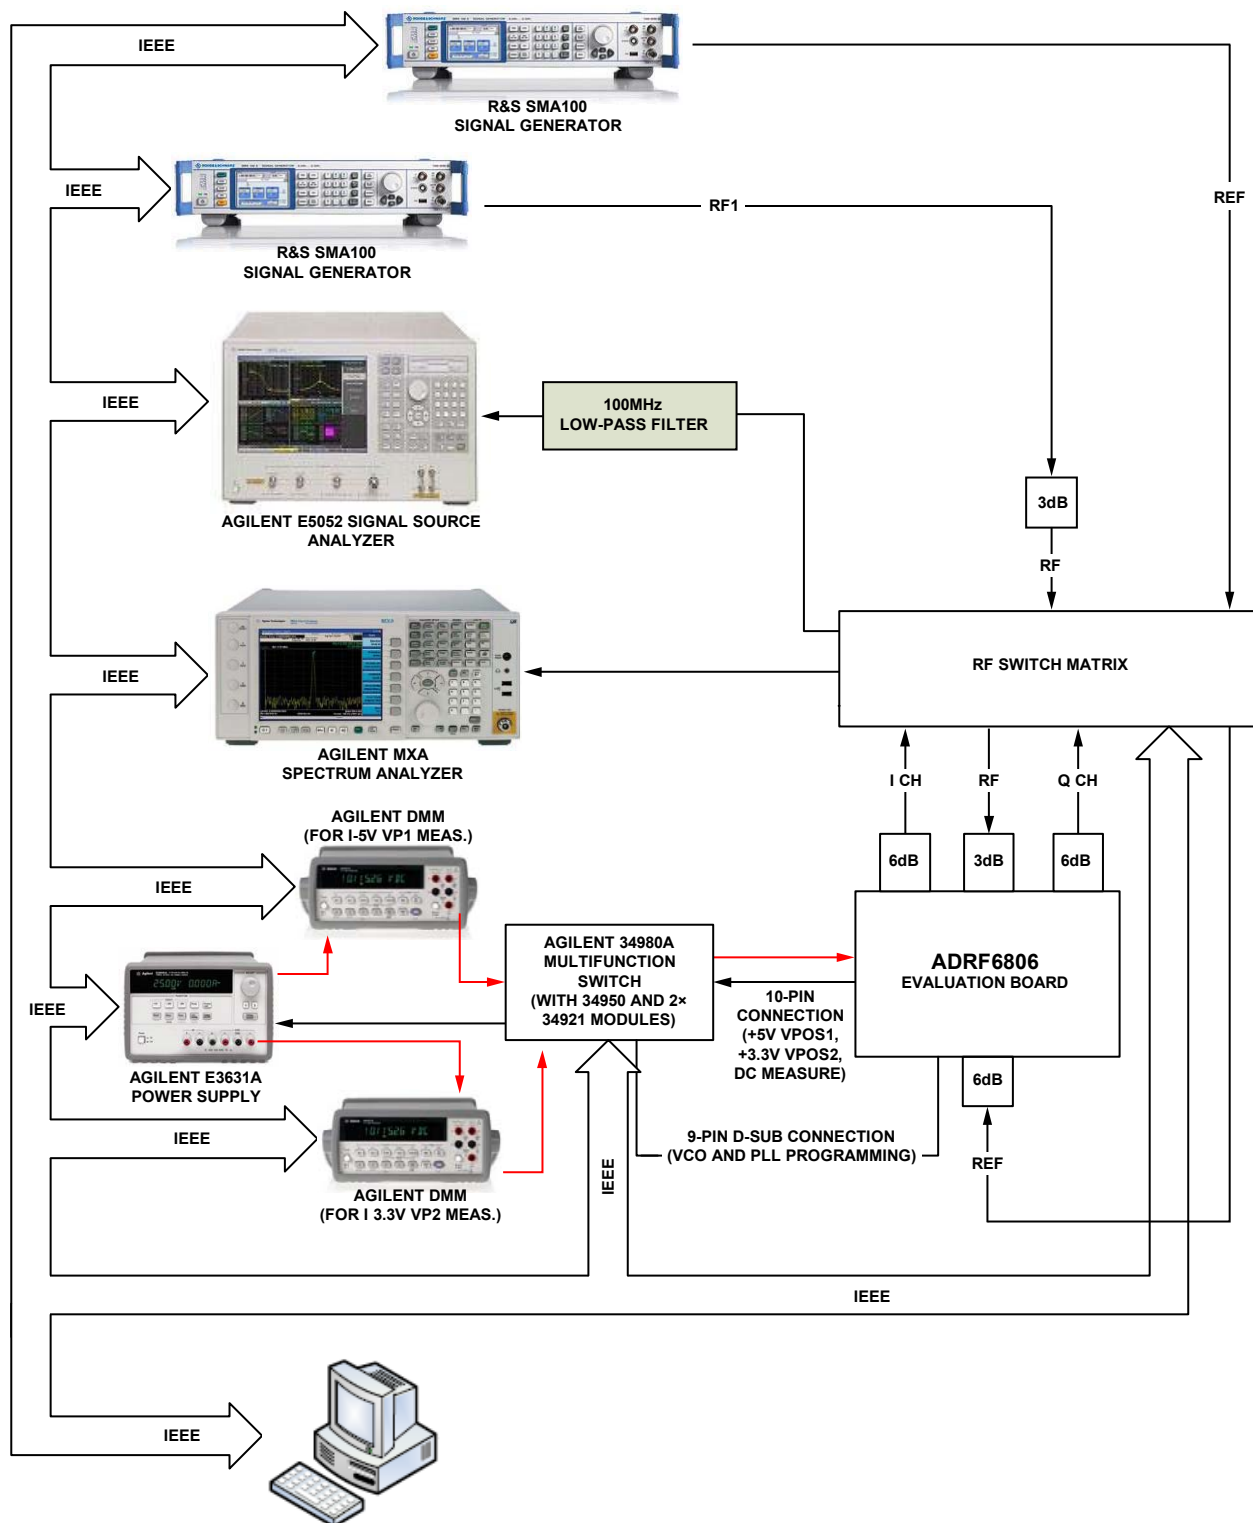 IEEE
R&S SMA100
SIGNAL GENERATOR
IEEE
R&S SMA100
SIGNAL GENERATOR
RF1
REF
IEEE
100MHz
LOW-PASS FILTER
AGILENT E5052 SIGNAL SOURCE
ANALYZER
3dB
RF
IEEE
RF SWITCH MATRIX
AGILENT MXA
SPECTRUM ANALYZER
I CH
RF
Q CH
AGILENT DMM
(FOR I-5V VP1 MEAS.)
6dB
3dB
6dB
IEEE
AGILENT 34980A
MULTIFUNCTION
SWITCH
(WITH 34950 AND 2×
34921 MODULES)
ADRF6806
EVALUATION BOARD
10-PIN
CONNECTION
(+5V VPOS1,
+3.3V VPOS2,
DC MEASURE)
IEEE
AGILENT E3631A
POWER SUPPLY
6dB
IEEE
9-PIN D-SUB CONNECTION
(VCO AND PLL PROGRAMMING)
REF
IEEE
AGILENT DMM
(FOR I 3.3V VP2 MEAS.)
IEEE
IEEE